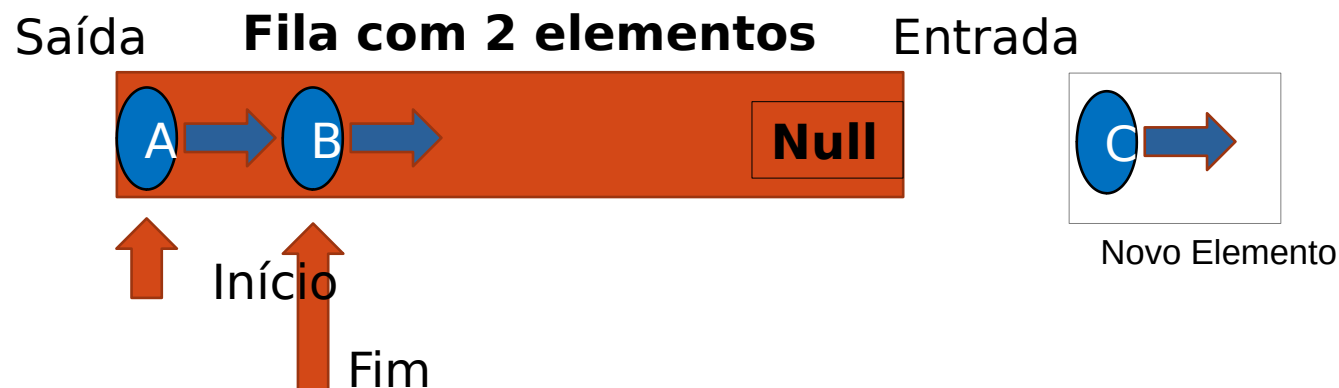 Saída
Fila com 2 elementos
Entrada
A
B
Null
C
Novo Elemento
Início
Fim